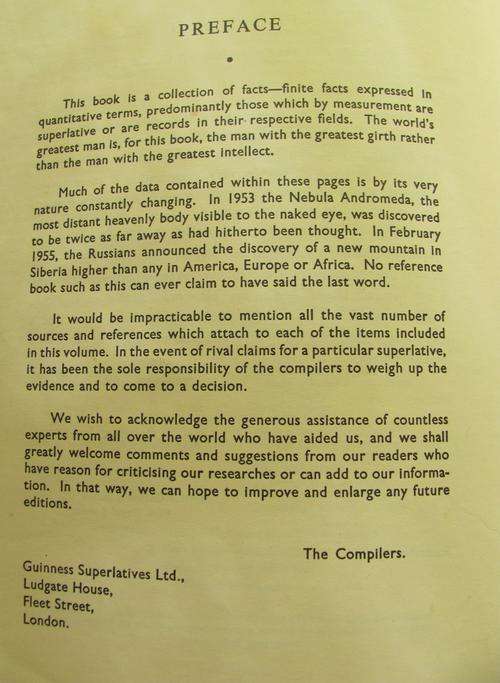 PREFACE
This book is a collection of facts—finite facts expressed in
quantitative terms, predominantly those which by measurement are
superlative or are records in their respective fields. The world's
greatest man is, for this book, the man with the greatest girth rather
than the man with the greatest intellect.
Much of the data contained within these pages is by its very
nature constantly changing. In 1953 the Nebula Andromeda, the
most distant heavenly body visible to the naked eye, was discovered
to be twice as far away as had hitherto been thought. In February
1955, the Russians announced the discovery of a new mountain in
Siberia higher than any in America, Europe or Africa. No reference
book such as this can ever claim to have said the last word.
It would be impracticable to mention all the vast number of
sources and references which attach to each of the items included
in this volume. In the event of rival claims for a particular superlative,
it has been the sole responsibility of the compilers to weigh up the
evidence and to come to a decision.
We wish to acknowledge the generous assistance of countless
experts from all over the world who have aided us, and we shall
greatly welcome comments and suggestions from our readers who
have reason for criticising our researches or can add to our informa-
tion. In that way, we can hope to improve and enlarge any future
editions.
The Compilers.
Guinness Superlatives Ltd.,
Ludgate House,
Fleet Street,
London.